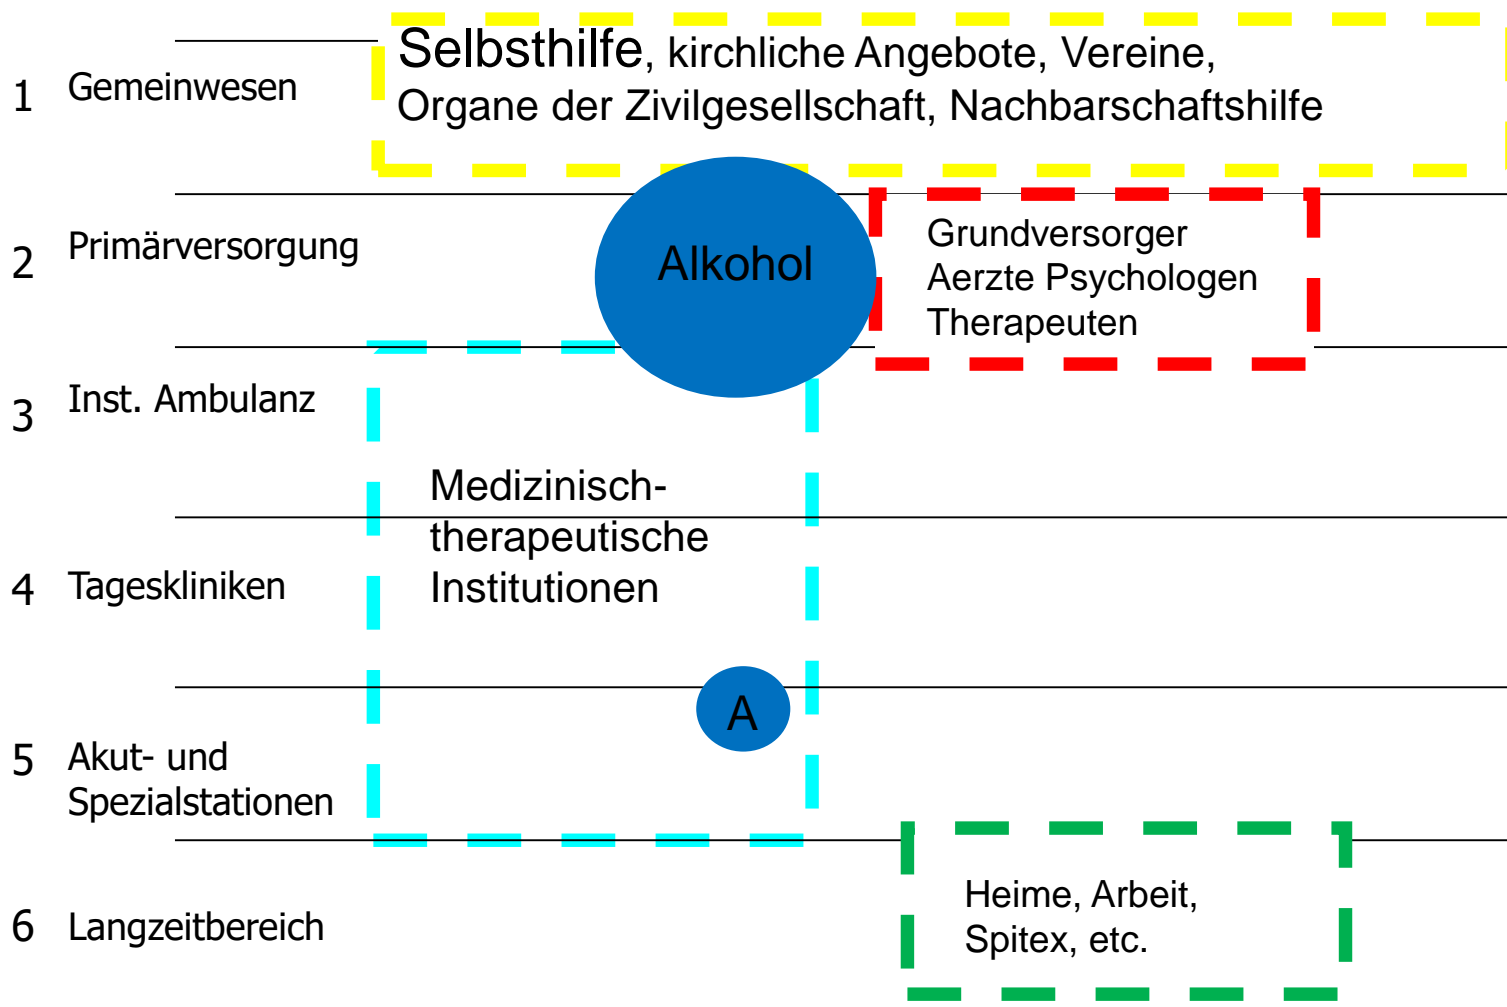 1 Gemeinwesen
Selbsthilfe, kirchliche Angebote, Vereine,
Organe der Zivilgesellschaft, Nachbarschaftshilfe
2 Primärversorgung
Alkohol
Grundversorger
Aerzte Psychologen
Therapeuten
3 Inst. Ambulanz
Medizinisch-
therapeutische
Institutionen
4 Tageskliniken
A
5 Akut- und
Spezialstationen
6 Langzeitbereich
Heime, Arbeit,
Spitex, etc.